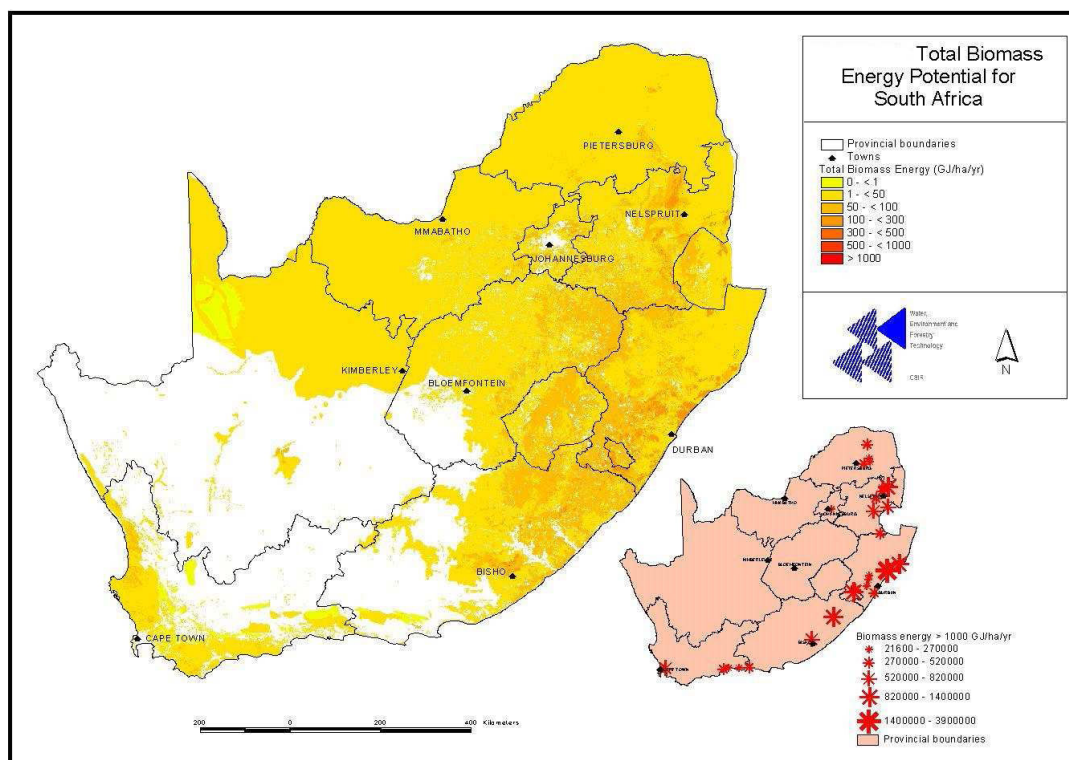 Total Biomass
Energy Potential for
South Africa
Provincial boundaries
Towns
Total Biomass Energy (GJ/ha/yr)
0 - < 1
1 - < 50
50 - < 100
100 - < 300
300 - < 500
500 - < 1000
> 1000
Water,
Environment and
Forestry
Technology
CSIR
N
PIETERSBURG
NELSPRUIT
MMABATHO
JOHANNESBURG
KIMBERLEY
BLOEMFONTEIN
DURBAN
BISHO
CAPE TOWN
200 0 200 400 Kilometers
PIETERSBURG
MMABATHO
BLOEMFONTEIN
Biomass energy > 1000 GJ/ha/yr
21600 - 270000
270000 - 520000
520000 - 820000
820000 - 1400000
1400000 - 3900000
Provincial boundaries